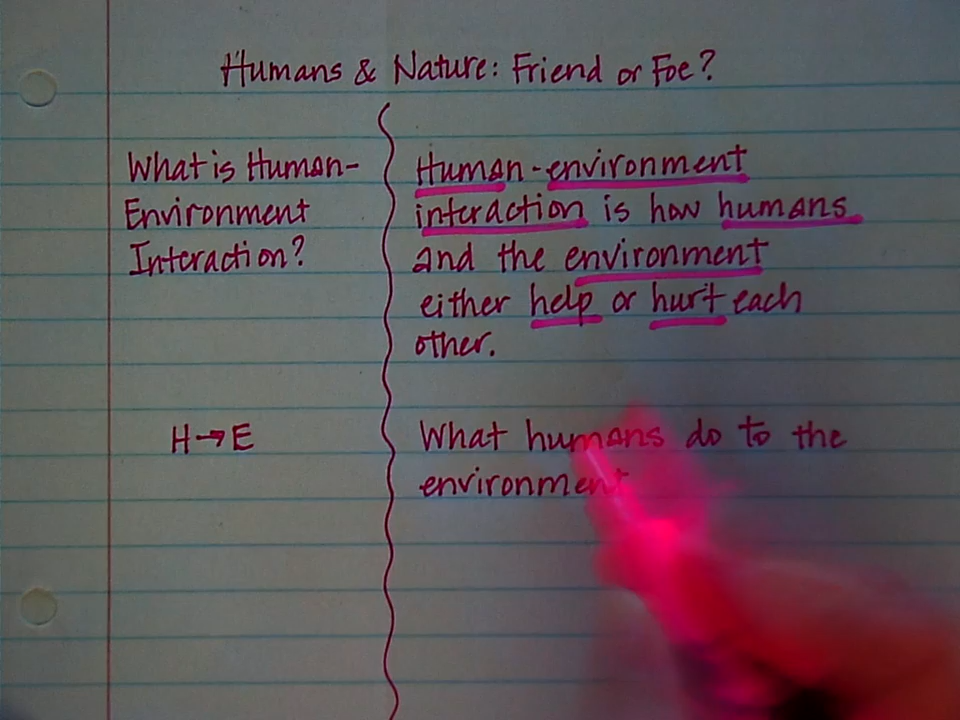 Humans & Nature: Friend or Foe?
What is Human-
Environment
Interaction?
Human-environment
interaction is how humans
and the environment
either help or hurt each
other.
H→E
What humans do to the
environment